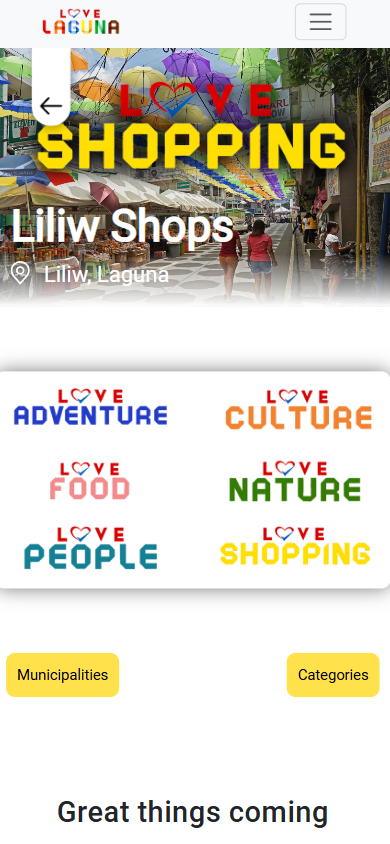 LOVE
LAGUNA
LOVE
SHOPPING
Liliw Shops
Liliw, Laguna
LOVE
ADVENTURE
LOVE
CULTURE
LOVE
FOOD
LOVE
NATURE
LOVE
PEOPLE
LOVE
SHOPPING
Municipalities
Categories
Great things coming